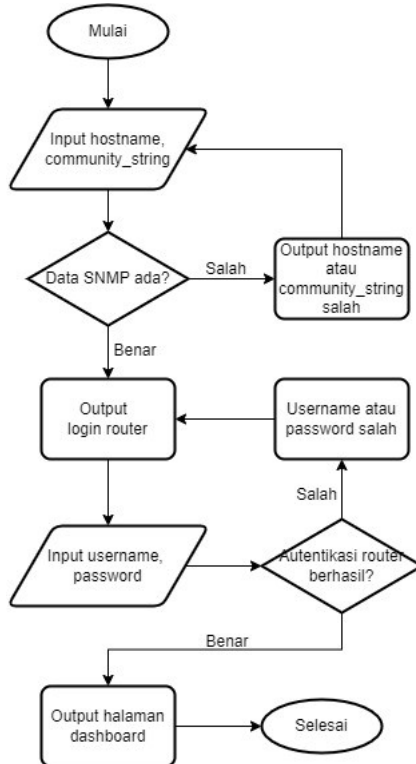 Mulai
Input hostname,
community_string
Data SNMP ada?
Salah
Output hostname
atau
community_string
salah
Benar
Output
login router
Username atau
password salah
Salah
Input username,
password
Autentikasi router
berhasil?
Benar
Output halaman
dashboard
Selesai